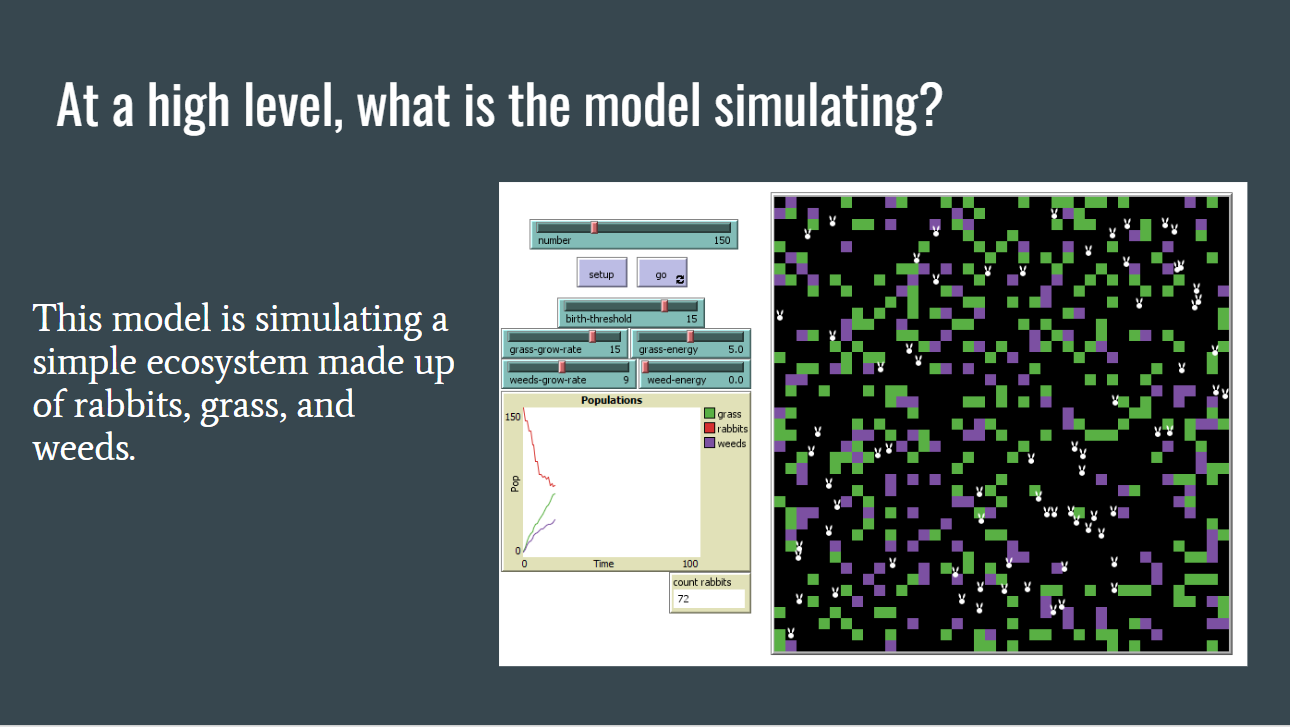 At a high level, what is the model simulating?
This model is simulating a
simple ecosystem made up
of rabbits, grass, and
weeds.
number 150
setup go
birth-threshold 15
grass-grow-rate 15 grass-energy 5.0
weeds-grow-rate 9 weed-energy 0.0
Populations
150
Pop
0
0 Time 100
grass
rabbits
weeds
count rabbits
72